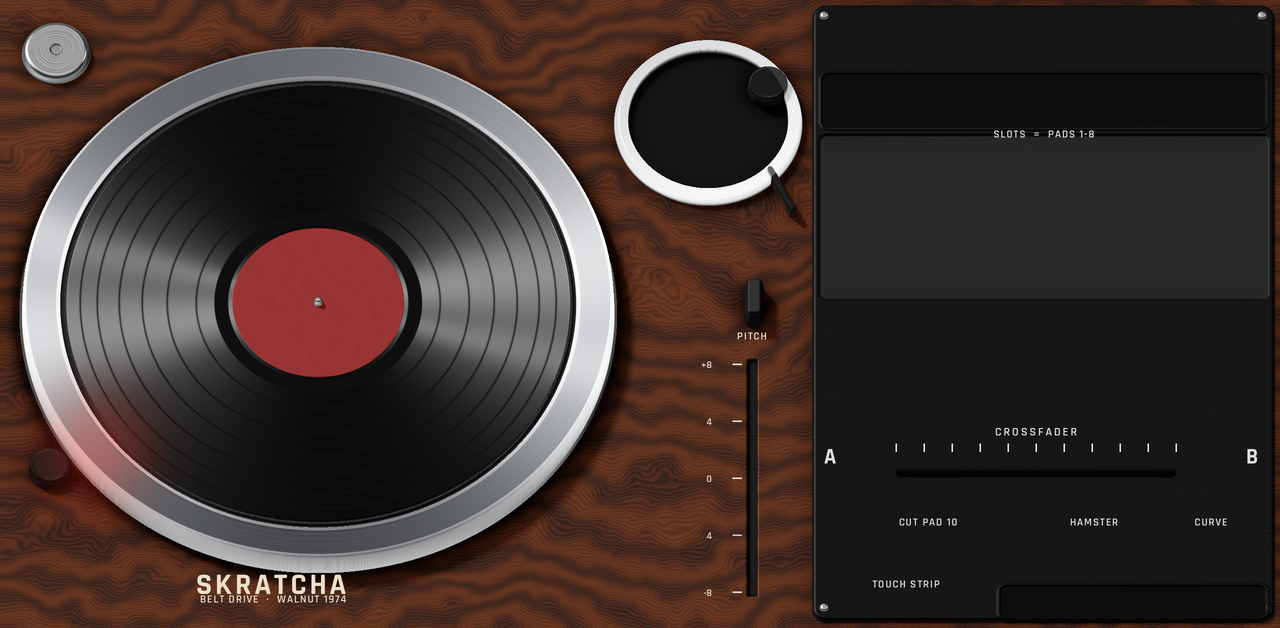 SLOTS = PADS 1-8
PITCH
+8
4
0
4
-8
CROSSFADER
A
B
CUT PAD 10
HAMSTER
CURVE
TOUCH STRIP
SKRATCHA
BELT DRIVE · WALNUT 1974